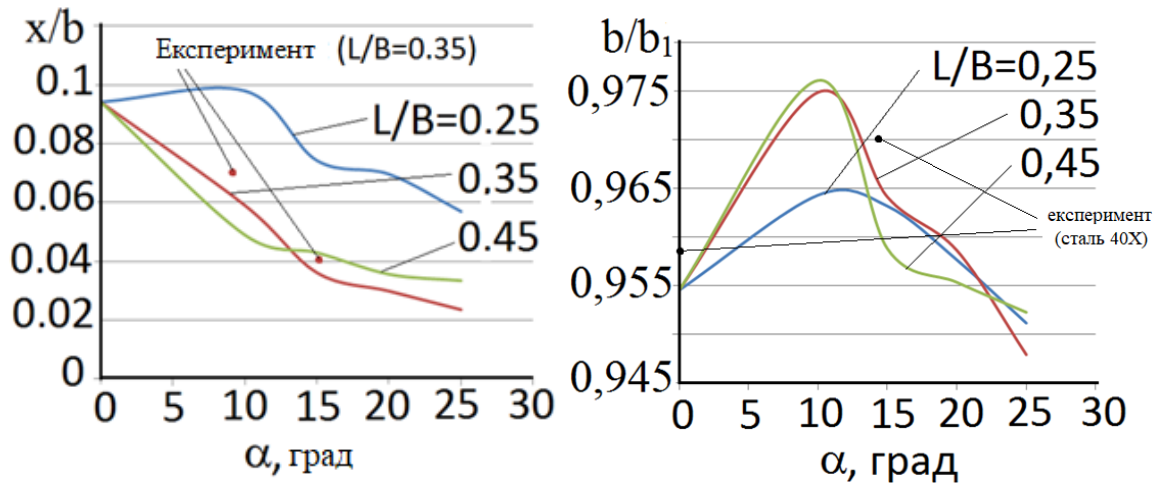 x/b
Експеримент (L/B=0.35)
0.1
L/B=0.25
0.08
0.06
0,35
0.04
0.45
0.02
0
0 5 10 15 20 25 30
α, град
b/b1
L/B=0,25
0,975
0,35
0,45
0,965
експеримент
(сталь 40Х)
0,955
0,945
0 5 10 15 20 25 30
α, град